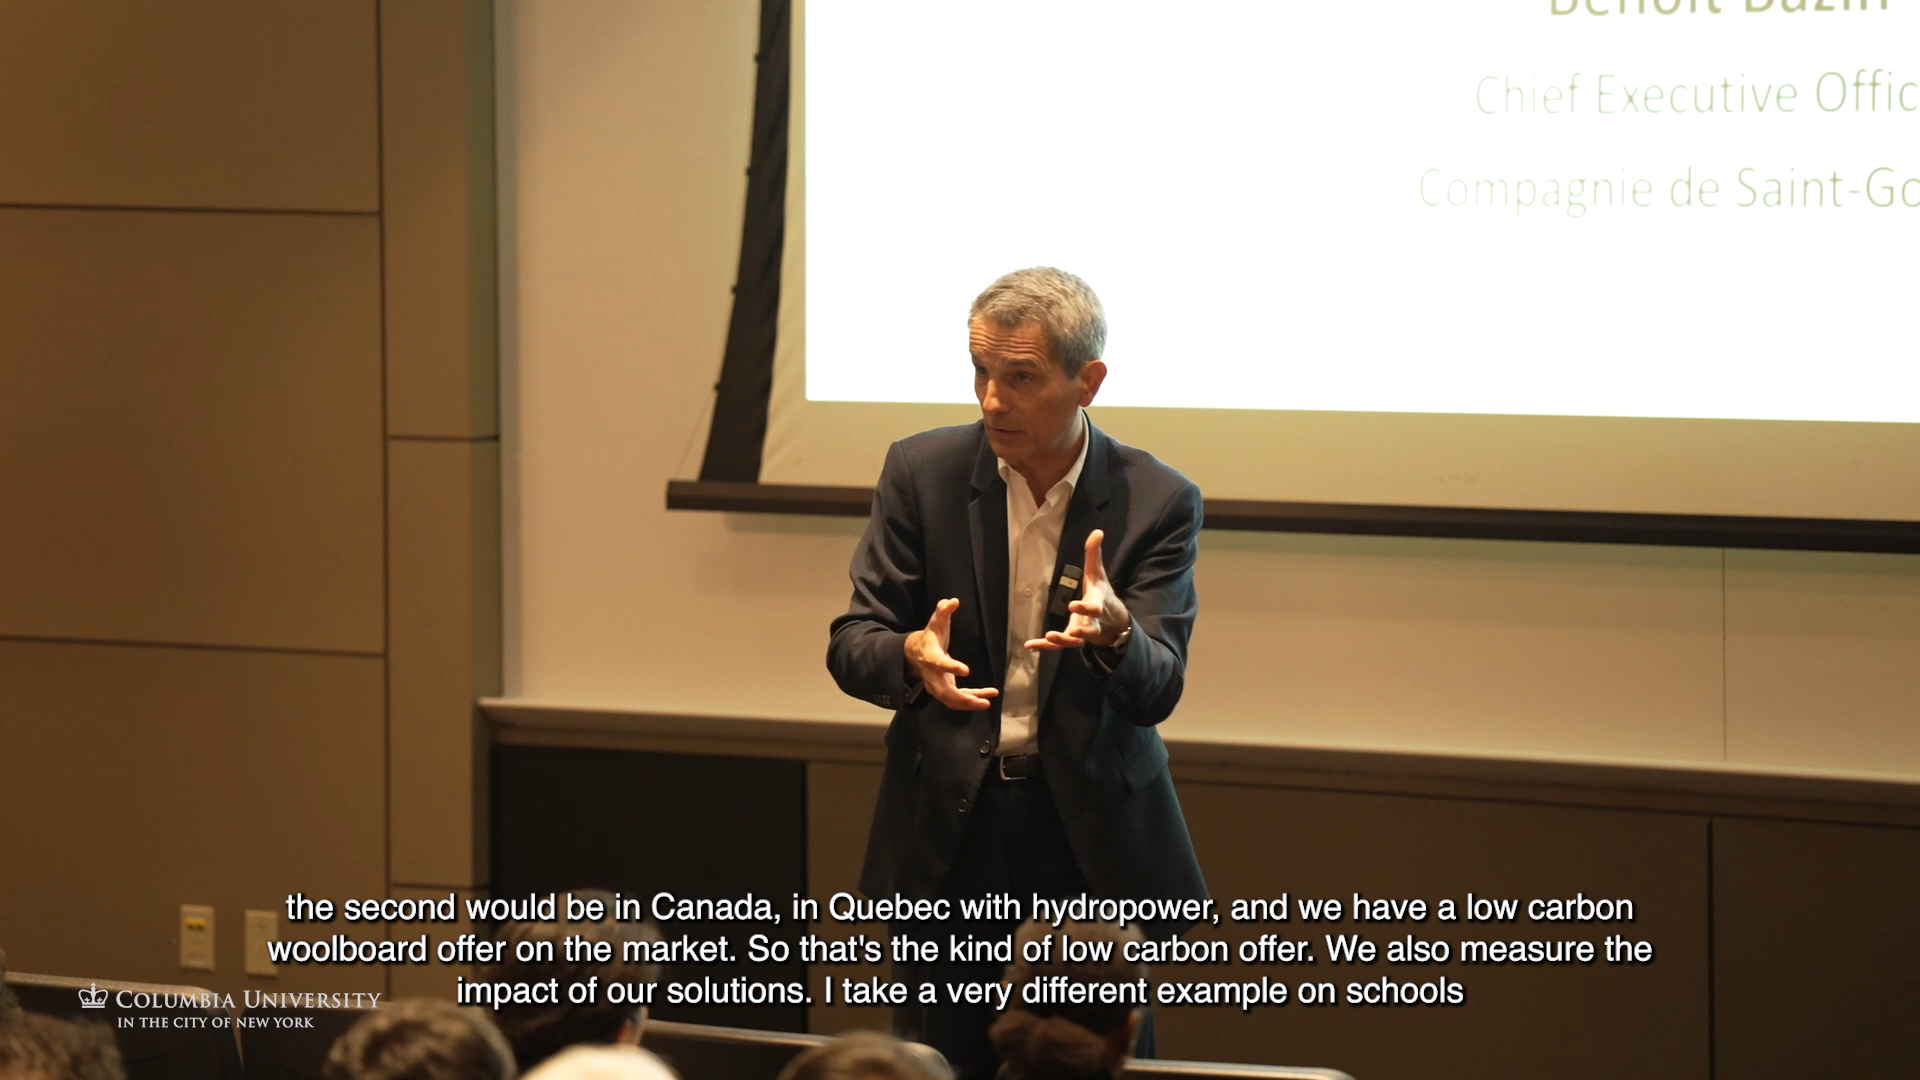 Benoît Bazin
Chief Executive Offic
Compagnie de Saint-Go
the second would be in Canada, in Quebec with hydropower, and we have a low carbon
woolboard offer on the market. So that's the kind of low carbon offer. We also measure the
impact of our solutions. I take a very different example on schools
COLUMBIA UNIVERSITY
IN THE CITY OF NEW YORK